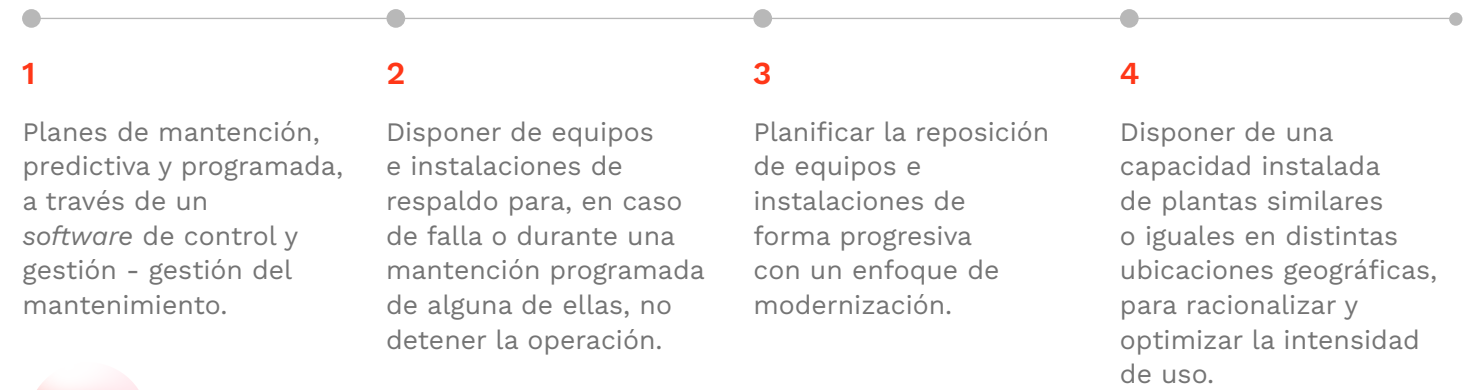 1
Planes de mantención,
predictiva y programada,
a través de un
software de control y
gestión - gestión del
mantenimiento.
2
Disponer de equipos
e instalaciones de
respaldo para, en caso
de falla o durante una
mantención programada
de alguna de ellas, no
detener la operación.
3
Planificar la reposición
de equipos e
instalaciones de
forma progresiva
con un enfoque de
modernización.
4
Disponer de una
capacidad instalada
de plantas similares
o iguales en distintas
ubicaciones geográficas,
para racionalizar y
optimizar la intensidad
de uso.